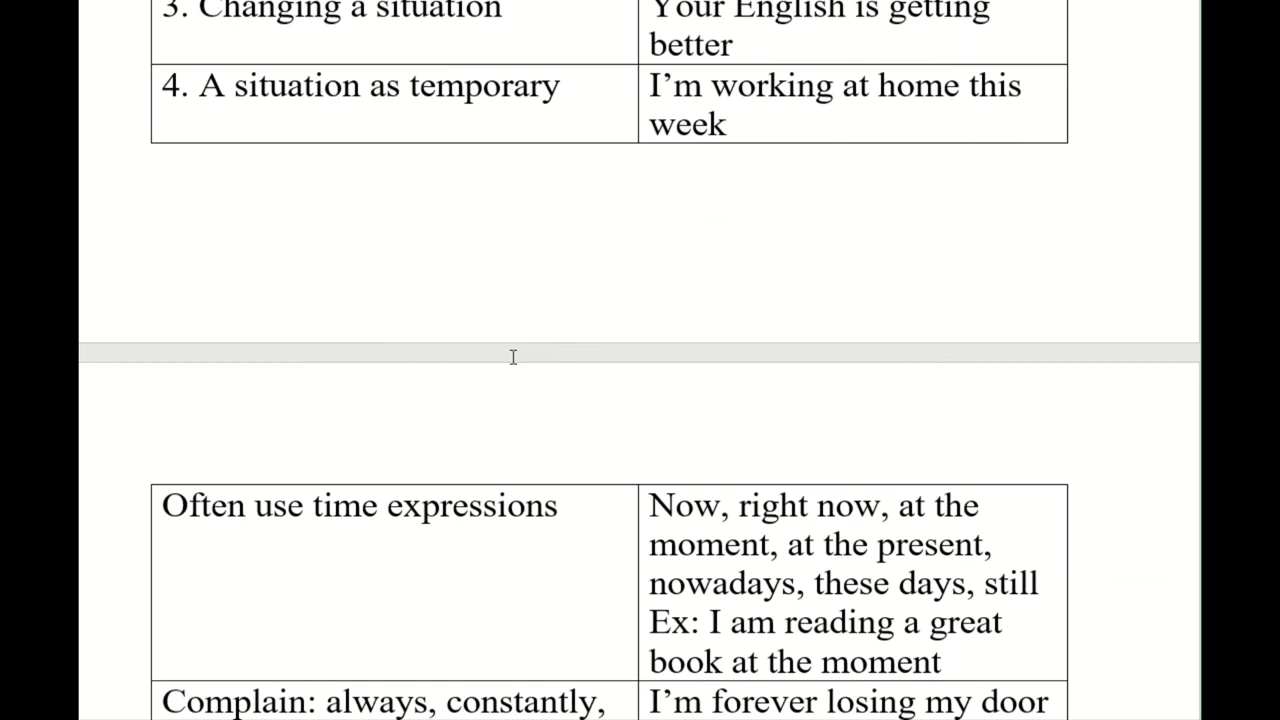 3. Changing a situation
Your English is getting
better
4. A situation as temporary
I'm working at home this
week
Often use time expressions
Now, right now, at the
moment, at the present,
nowadays, these days, still
Ex: I am reading a great
book at the moment
Complain: always, constantly,
I'm forever losing my door